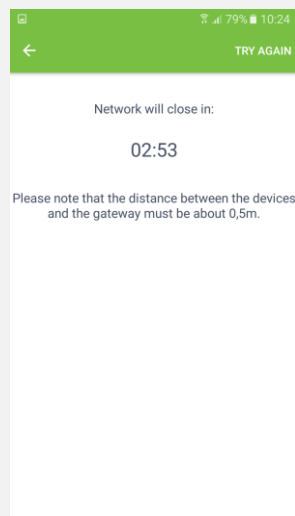 79% 10:24
TRY AGAIN
Network will close in:
02:53
Please note that the distance between the devices
and the gateway must be about 0,5m.